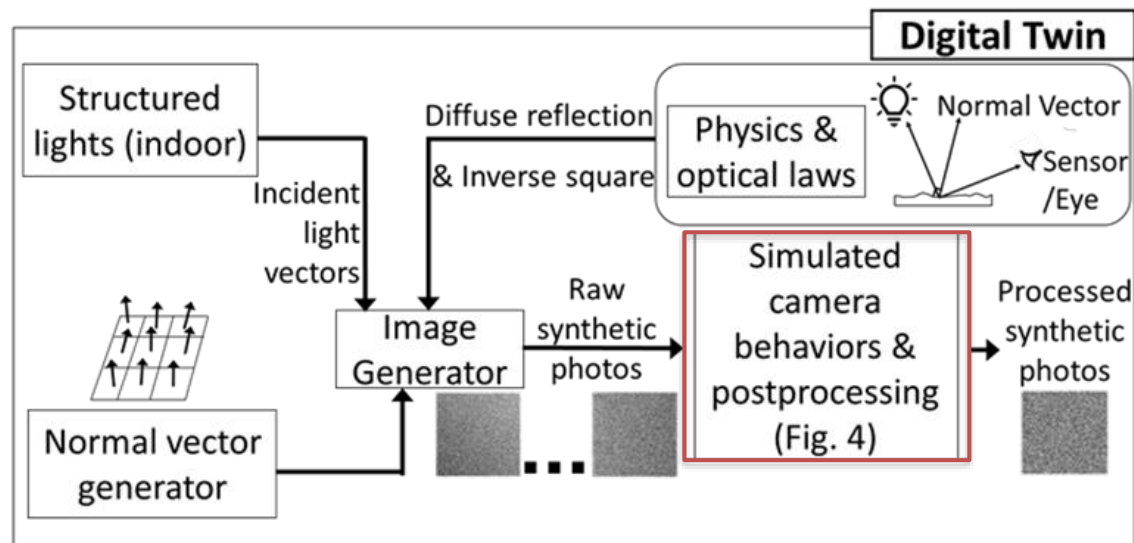 Digital Twin
Structured
lights (indoor)
Diffuse reflection
& Inverse square
Physics &
optical laws
Normal Vector
Sensor
/Eye
Incident
light
vectors
Image
Generator
Raw
synthetic
photos
Simulated
camera
behaviors &
postprocessing
(Fig. 4)
Processed
synthetic
photos
Normal vector
generator